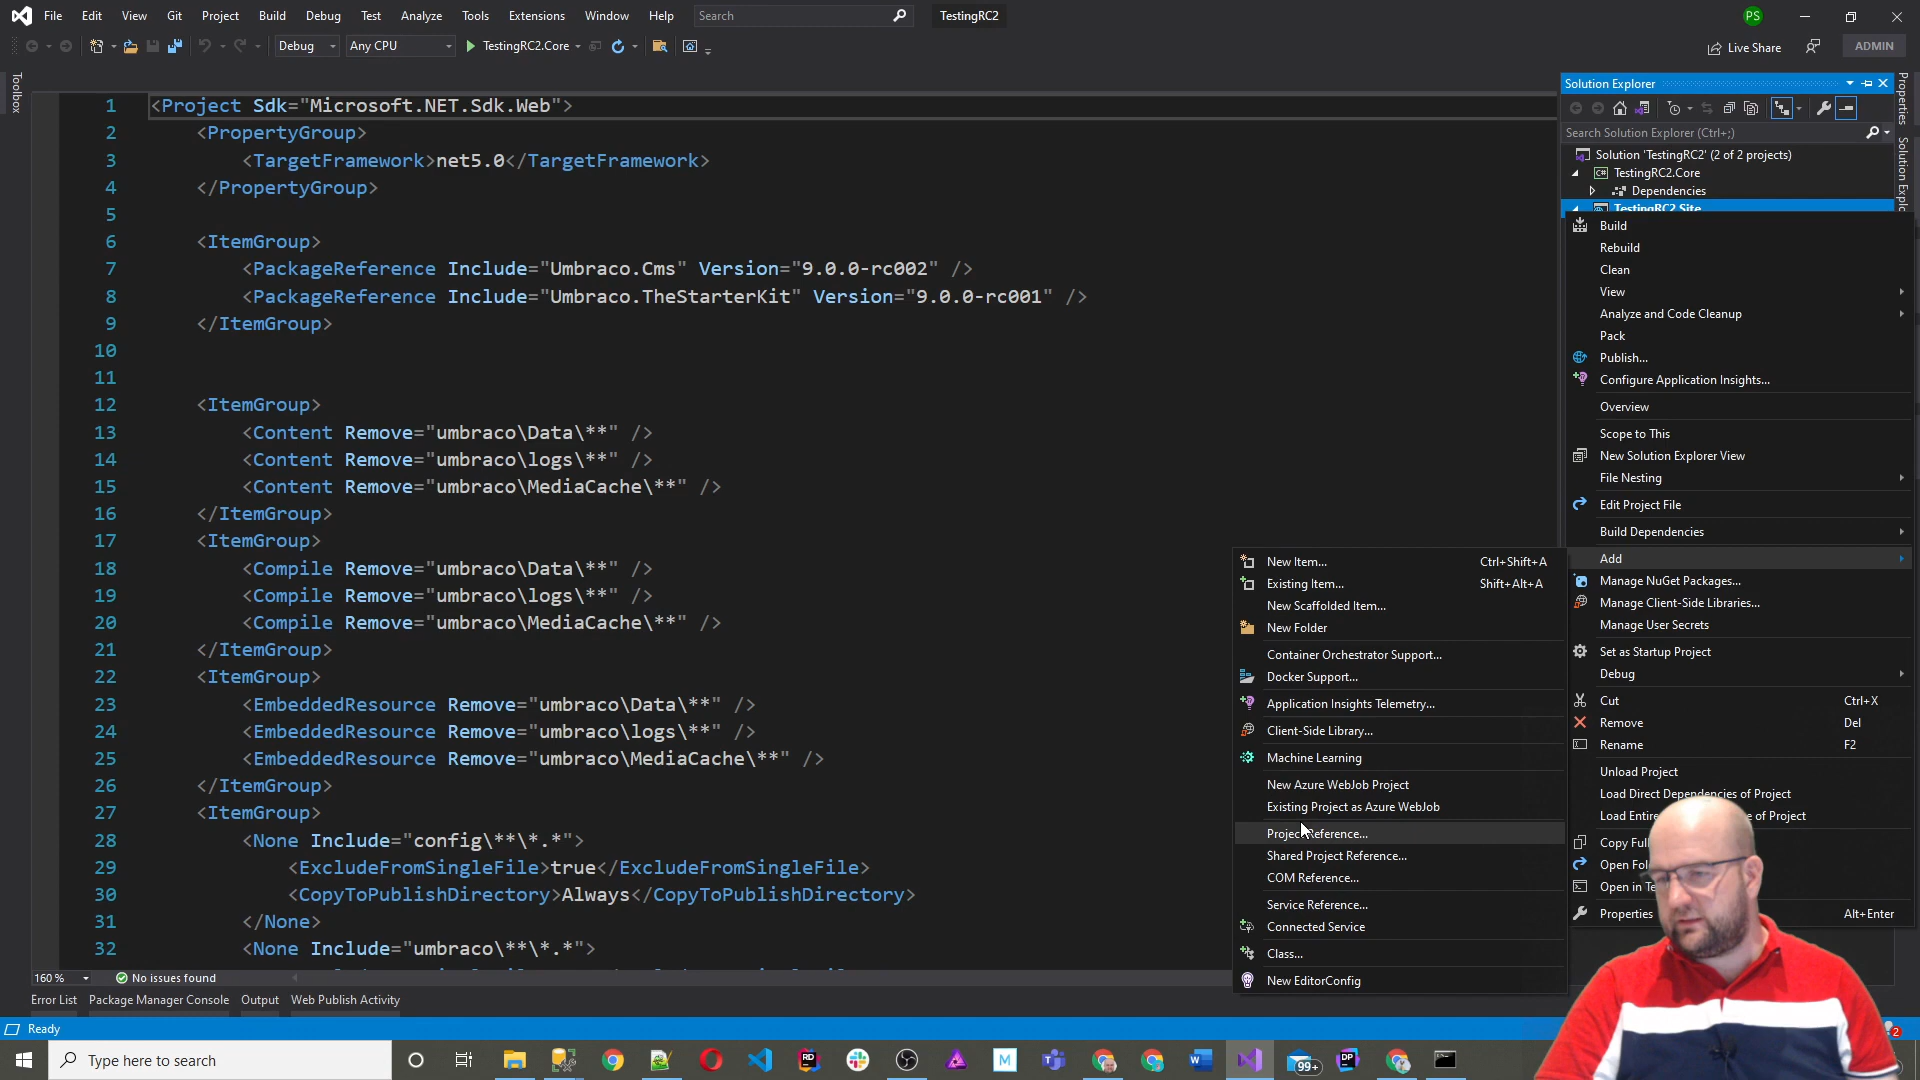 File Edit View Git Project Build Debug Test Analyze Tools Extensions Window Help Search TestingRC2 PS
Debug Any CPU TestingRC2.Core Live Share ADMIN
Toolbox
Solution Explorer
Search Solution Explorer (Ctrl+;)
Solution 'TestingRC2' (2 of 2 projects)
C# TestingRC2.Core
Dependencies
TestingRC2.Site
Properties
Solution Explo
1 <Project Sdk="Microsoft.NET.Sdk.Web">
2 <PropertyGroup>
3 <TargetFramework>net5.0</TargetFramework>
4 </PropertyGroup>
5
6 <ItemGroup>
7 <PackageReference Include="Umbraco.Cms" Version="9.0.0-rc002" />
8 <PackageReference Include="Umbraco.TheStarterKit" Version="9.0.0-rc001" />
9 </ItemGroup>
10
11
12 <ItemGroup>
13 <Content Remove="umbraco\Data\**" />
14 <Content Remove="umbraco\logs\**" />
15 <Content Remove="umbraco\MediaCache\**" />
16 </ItemGroup>
17 <ItemGroup>
18 <Compile Remove="umbraco\Data\**" />
19 <Compile Remove="umbraco\logs\**" />
20 <Compile Remove="umbraco\MediaCache\**" />
21 </ItemGroup>
22 <ItemGroup>
23 <EmbeddedResource Remove="umbraco\Data\**" />
24 <EmbeddedResource Remove="umbraco\logs\**" />
25 <EmbeddedResource Remove="umbraco\MediaCache\**" />
26 </ItemGroup>
27 <ItemGroup>
28 <None Include="config\**\*.*">
29 <ExcludeFromSingleFile>true</ExcludeFromSingleFile>
30 <CopyToPublishDirectory>Always</CopyToPublishDirectory>
31 </None>
32 <None Include="umbraco\**\*.*">
Build
Rebuild
Clean
View
Analyze and Code Cleanup
Pack
Publish...
Configure Application Insights...
Overview
Scope to This
New Solution Explorer View
File Nesting
Edit Project File
Build Dependencies
Add
Manage NuGet Packages...
Manage Client-Side Libraries...
Manage User Secrets
Set as Startup Project
Debug
Cut Ctrl+X
Remove Del
Rename F2
Unload Project
Load Direct Dependencies of Project
Load Entire of Project
Copy Full
Open Fol
Open in Te
Properties Alt+Enter
New Item... Ctrl+Shift+A
Existing Item... Shift+Alt+A
New Scaffolded Item...
New Folder
Container Orchestrator Support...
Docker Support...
Application Insights Telemetry...
Client-Side Library...
Machine Learning
New Azure WebJob Project
Existing Project as Azure WebJob
Project Reference...
Shared Project Reference...
COM Reference...
Service Reference...
Connected Service
Class...
New EditorConfig
160 % No issues found
Error List Package Manager Console Output Web Publish Activity
Ready 2
Type here to search RD M W 99+ DP